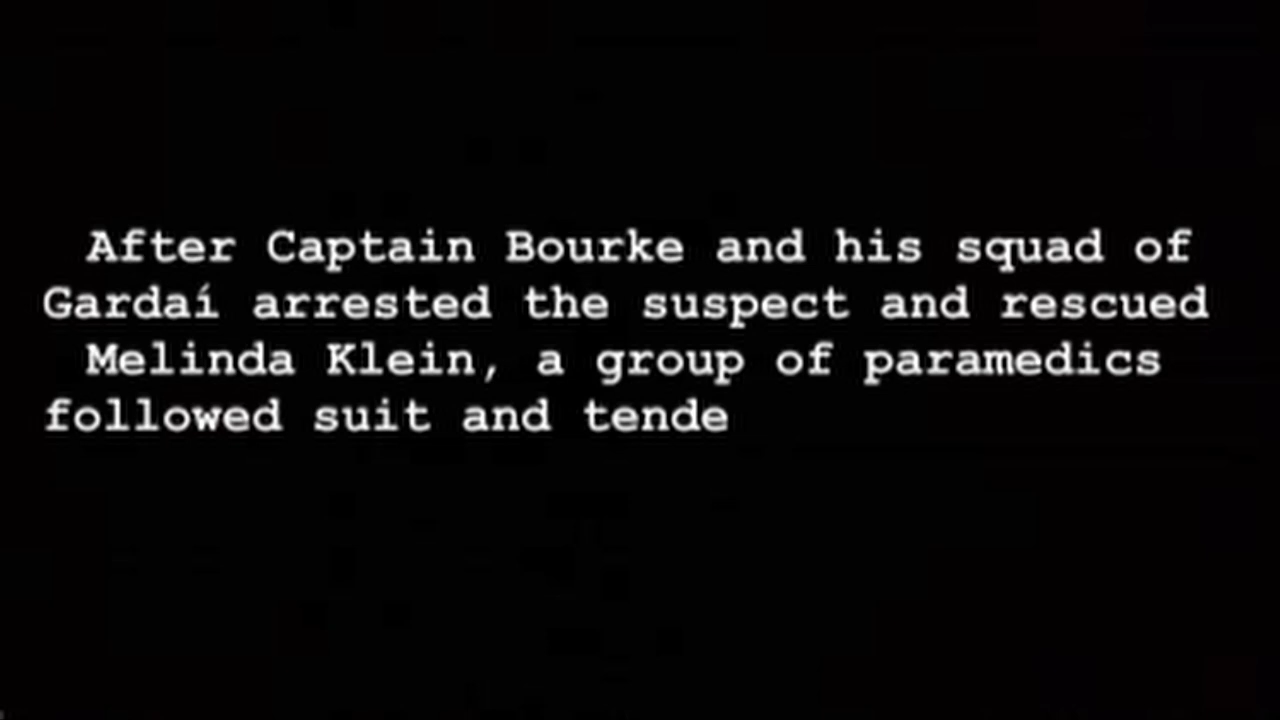 After Captain Bourke and his squad of
Gardaí arrested the suspect and rescued
Melinda Klein, a group of paramedics
followed suit and tende